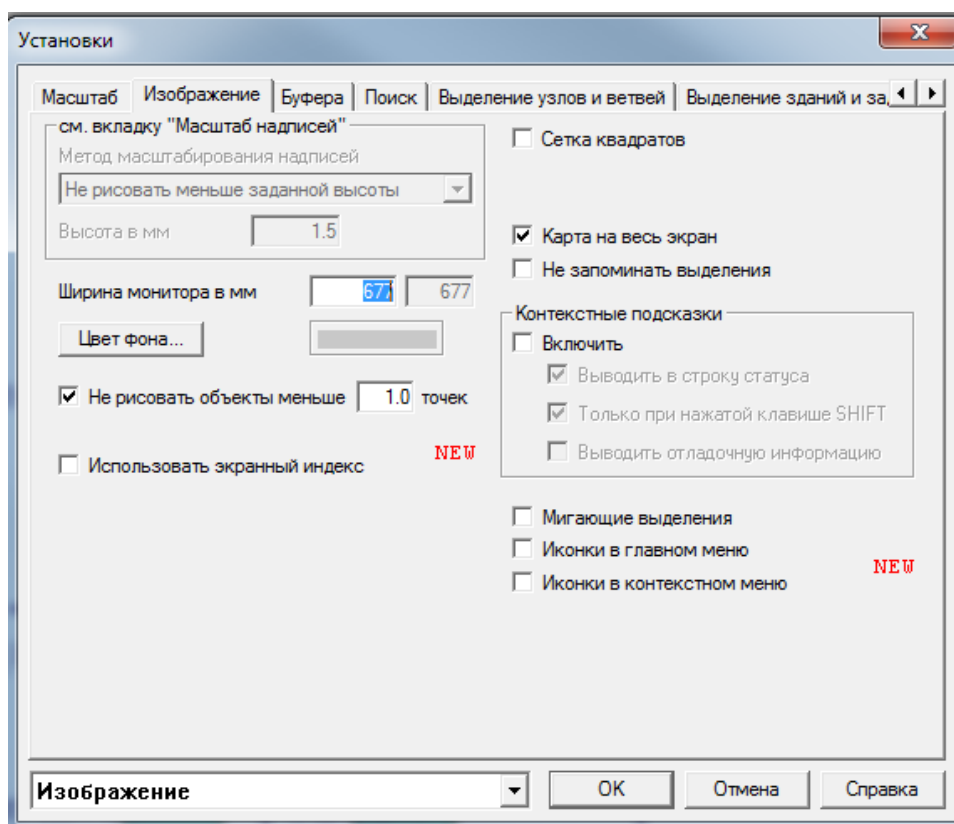 Установки
Масштаб Изображение Буфера Поиск Выделение узлов и ветвей Выделение зданий и за
см. вкладку "Масштаб надписей"
Метод масштабирования надписей
Не рисовать меньше заданной высоты
Высота в мм 1.5
Ширина монитора в мм 677 677
Цвет фона...
Не рисовать объекты меньше 1.0 точек
Использовать экранный индекс NEW
Сетка квадратов
Карта на весь экран
Не запоминать выделения
Контекстные подсказки
Включить
Выводить в строку статуса
Только при нажатой клавише SHIFT
Выводить отладочную информацию
Мигающие выделения
Иконки в главном меню
NEW
Иконки в контекстном меню
Изображение OK Отмена Справка